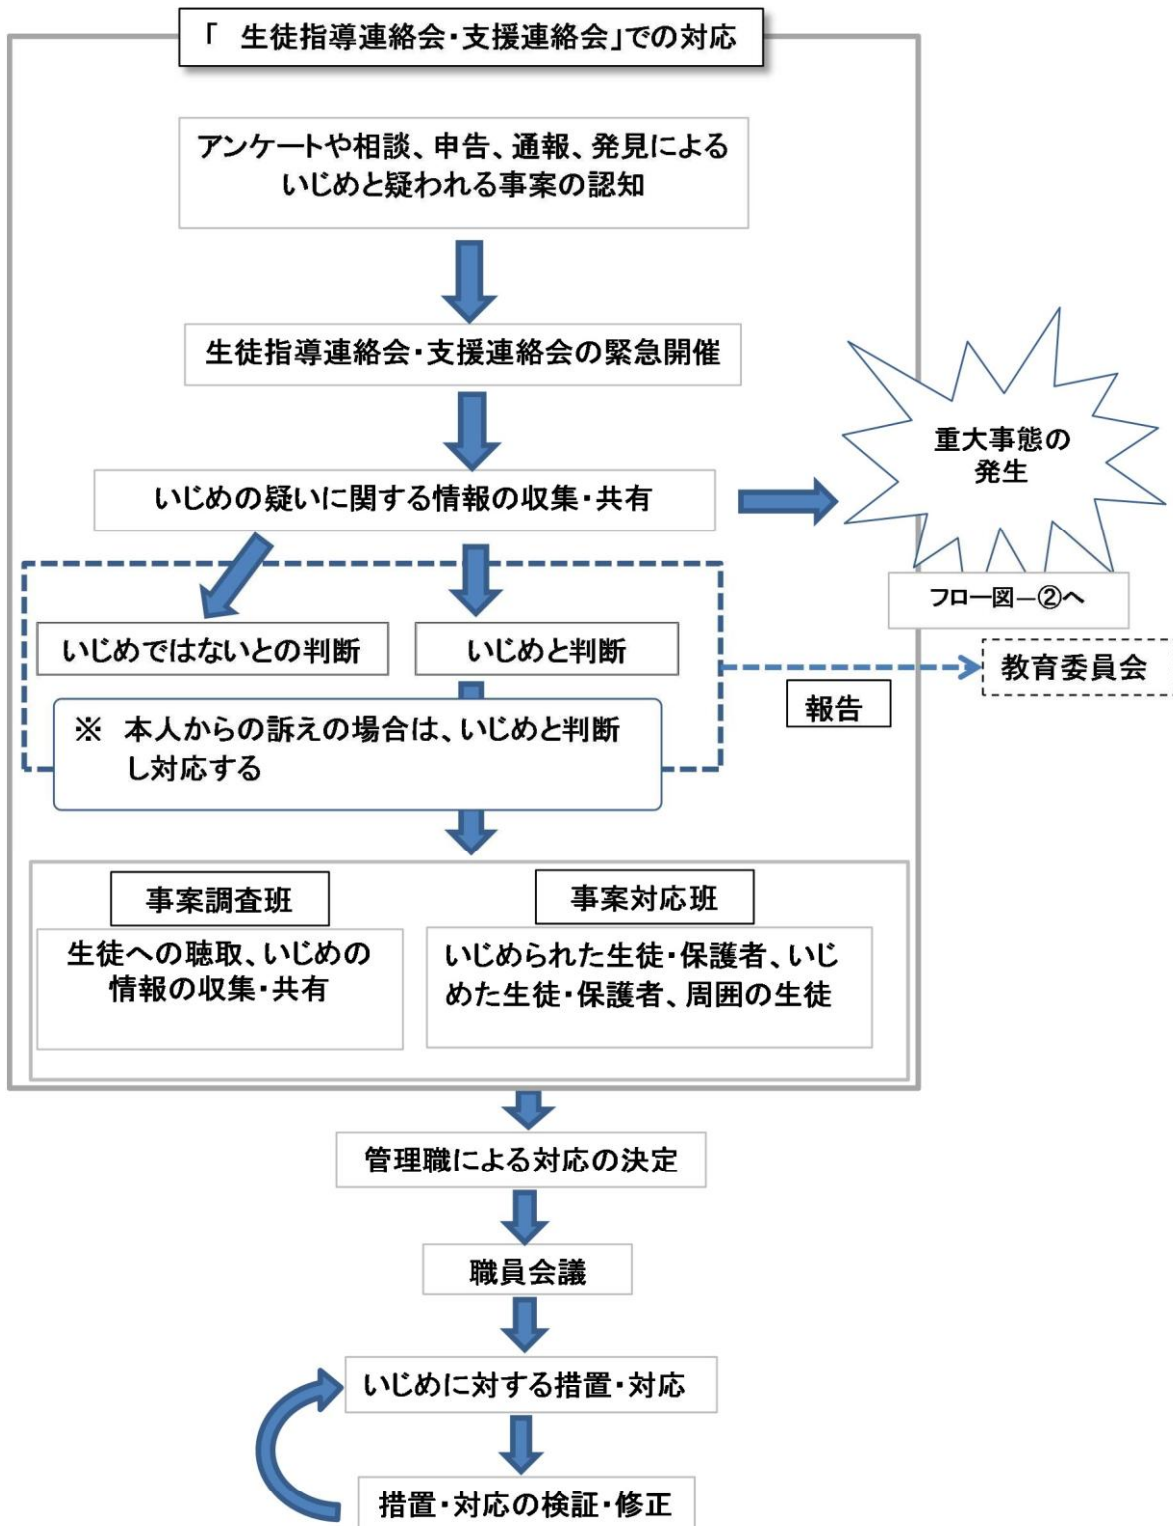 「　生徒指導連絡会・支援連絡会」での対応
アンケートや相談、申告、通報、発見による
いじめと疑われる事案の認知
生徒指導連絡会・支援連絡会の緊急開催
いじめの疑いに関する情報の収集・共有
重大事態の
発生
フロー図―②へ
いじめではないとの判断
いじめと判断
教育委員会
報告
※　本人からの訴えの場合は、いじめと判断
し対応する
事案調査班
生徒への聴取、いじめの
情報の収集・共有
事案対応班
いじめられた生徒・保護者、いじ
めた生徒・保護者、周囲の生徒
管理職による対応の決定
職員会議
いじめに対する措置・対応
措置・対応の検証・修正